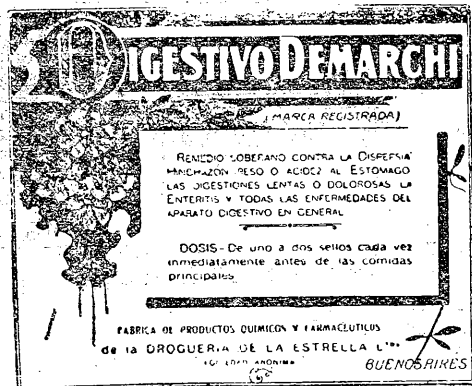 DIGESTIVO DEMARCHI
(MARCA REGISTRADA)
REMEDIO SOBERANO CONTRA LA DISPEPSIA
HINCHAZON PESO O ACIDEZ AL ESTOMAGO
LAS DIGESTIONES LENTAS O DOLOROSAS LA
ENTERITIS Y TODAS LAS ENFERMEDADES DEL
APARATO DIGESTIVO EN GENERAL
DOSIS - De uno a dos sellos cada vez
inmediatamente antes de las comidas
principales
FABRICA DE PRODUCTOS QUIMICOS Y FARMACEUTICOS
de la DROGUERIA DE LA ESTRELLA Lda
SOCIEDAD ANONIMA
BUENOS AIRES